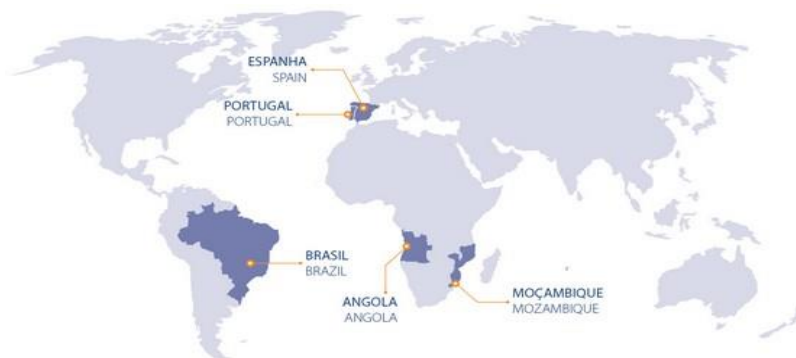 ESPANHA
SPAIN
PORTUGAL
PORTUGAL
BRASIL
BRAZIL
ANGOLA
ANGOLA
MOÇAMBIQUE
MOZAMBIQUE